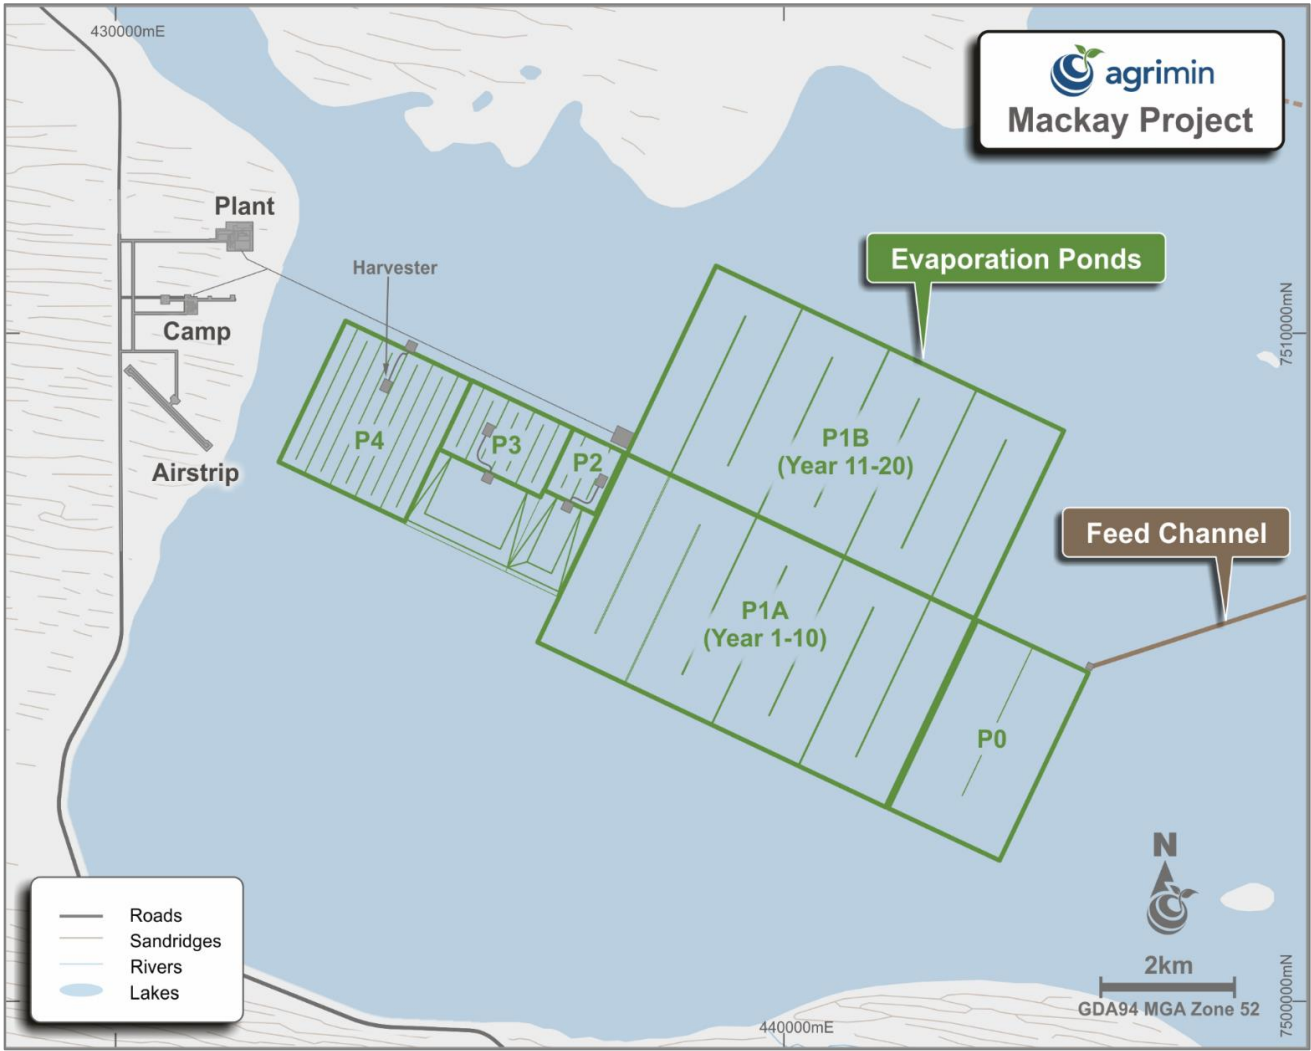 430000mE
agrimin
Mackay Project
Plant
Evaporation Ponds
Harvester
7510000mN
Camp
P4
P3
P2
P1B
(Year 11-20)
Airstrip
Feed Channel
P1A
(Year 1-10)
P0
N
Roads
Sandridges
Rivers
Lakes
2km
GDA94 MGA Zone 52
7500000mN
440000mE